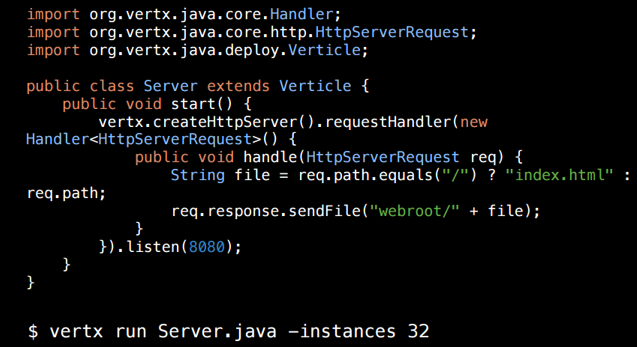 import org.vertx.java.core.Handler;
import org.vertx.java.core.http.HttpServerRequest;
import org.vertx.java.deploy.Verticle;

public class Server extends Verticle {
    public void start() {
        vertx.createHttpServer().requestHandler(new
Handler<HttpServerRequest>() {
            public void handle(HttpServerRequest req) {
                String file = req.path.equals("/") ? "index.html" :
req.path;
                req.response.sendFile("webroot/" + file);
            }
        }).listen(8080);
    }
}

$ vertx run Server.java –instances 32